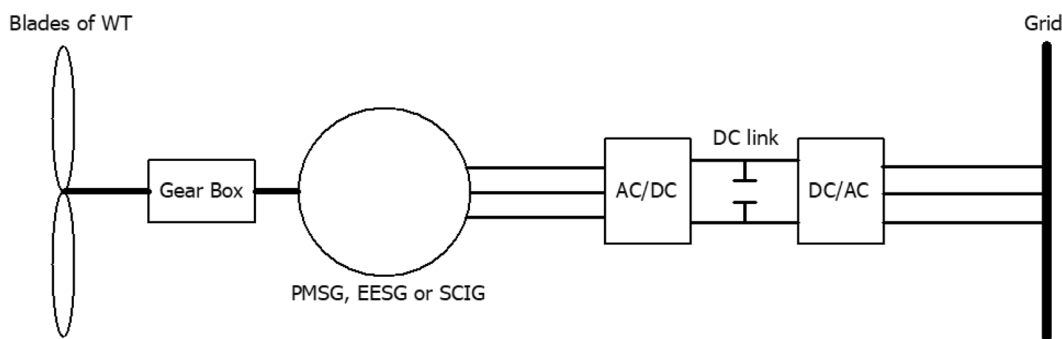 Blades of WT
Grid
DC link
Gear Box
AC/DC
DC/AC
PMSG, EESG or SCIG